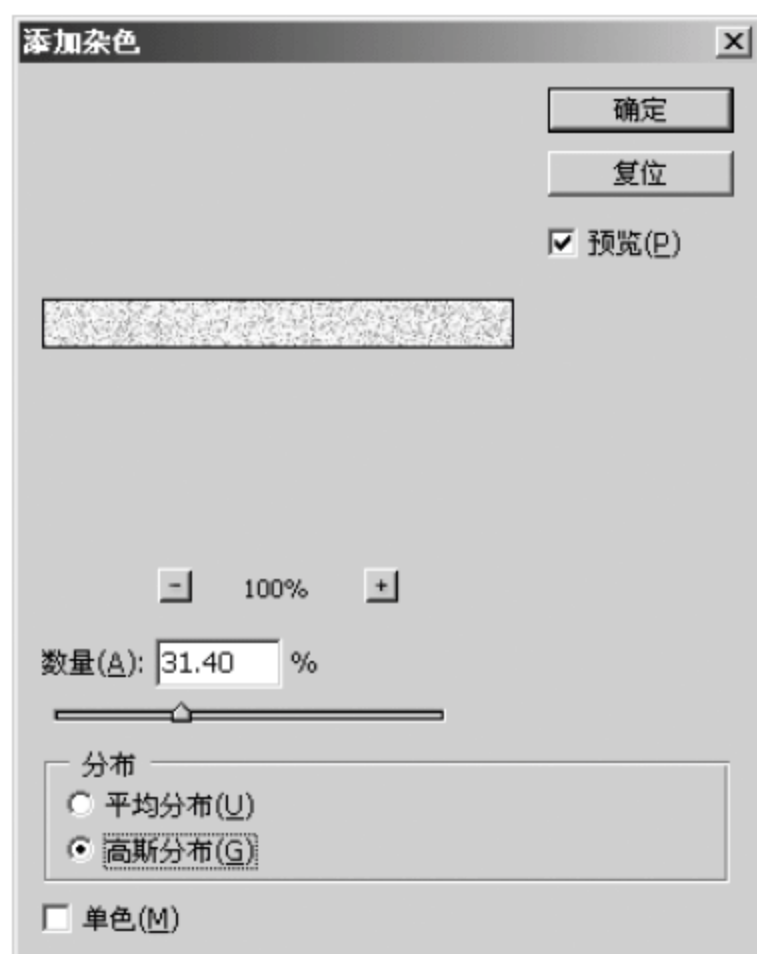 添加杂色
确定
复位
预览(P)
- 100% +
数量(A): 31.40 %
分布
平均分布(U)
高斯分布(G)
单色(M)